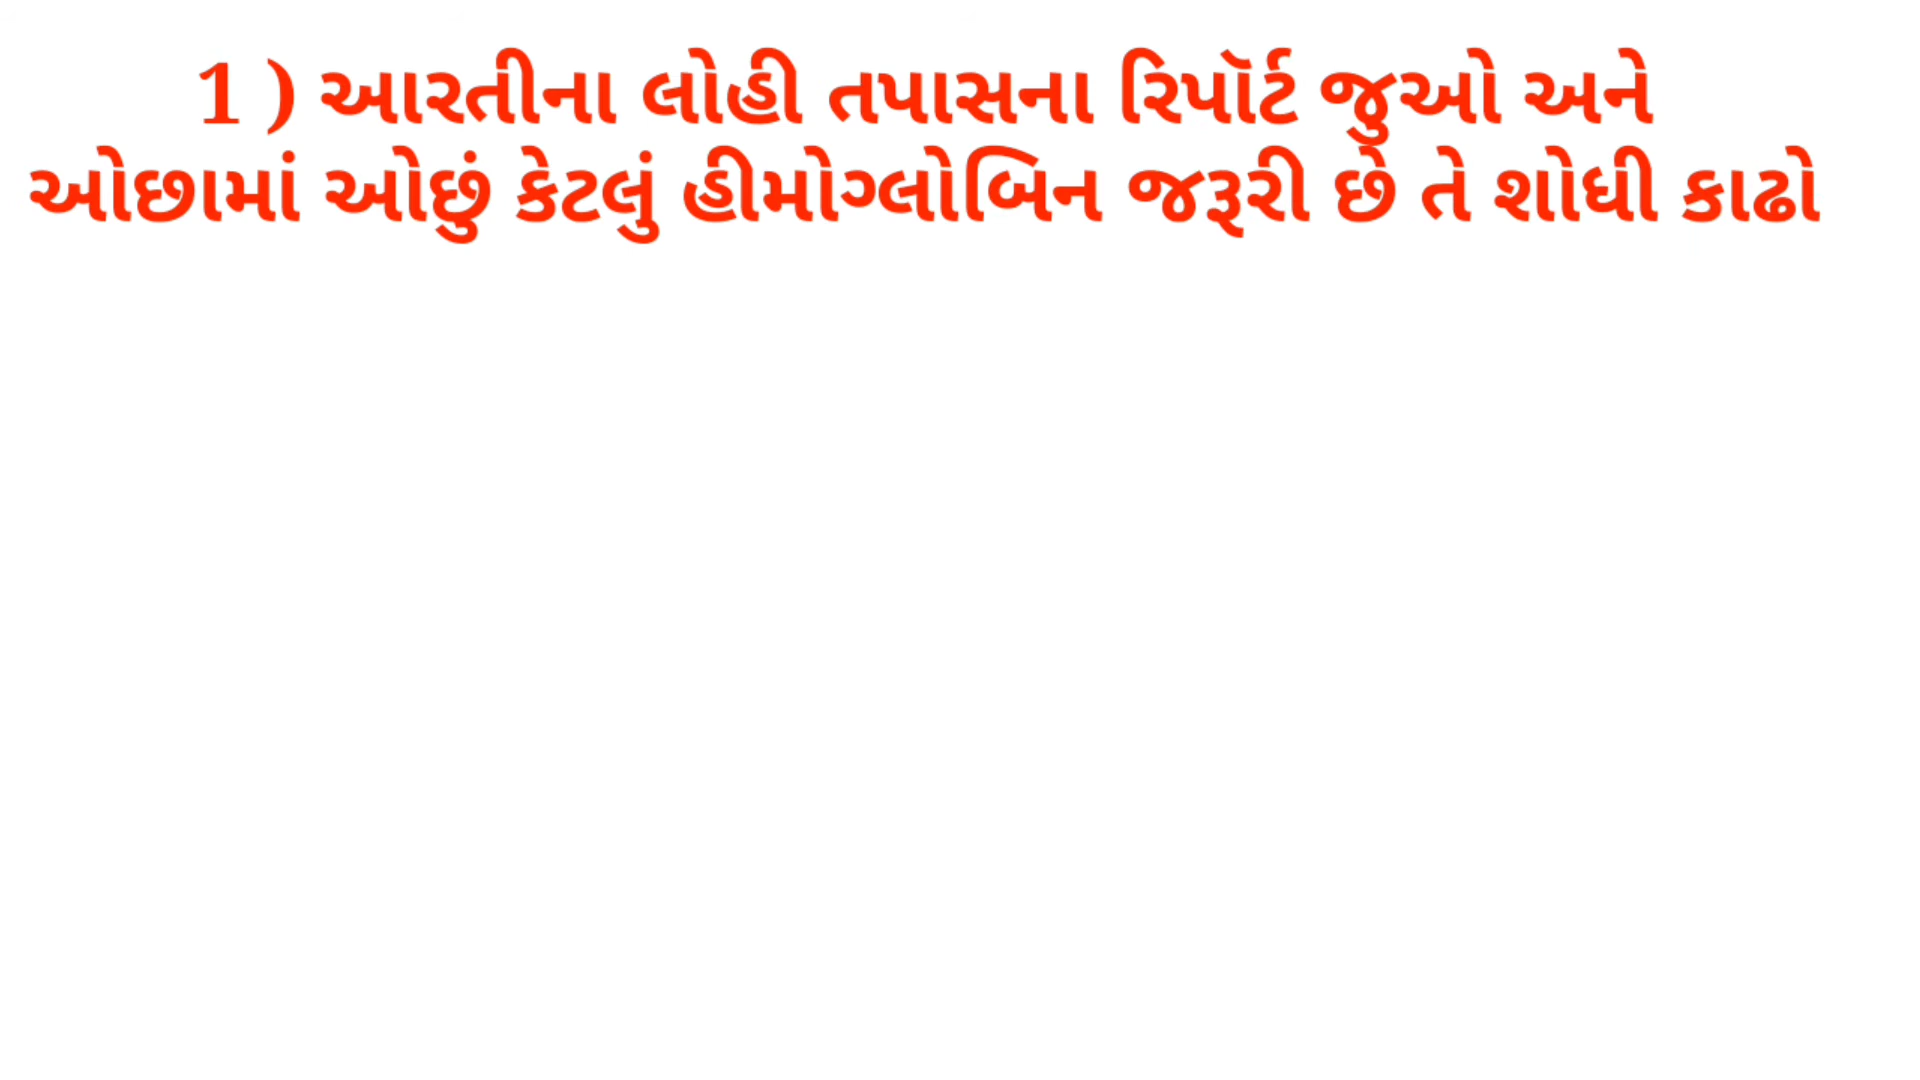 1 ) આરતીના લોહી તપાસના રિપૉર્ટ જુઓ અને
ઓછામાં ઓછું કેટલું હીમોગ્લોબિન જરૂરી છે તે શોધી કાઢો